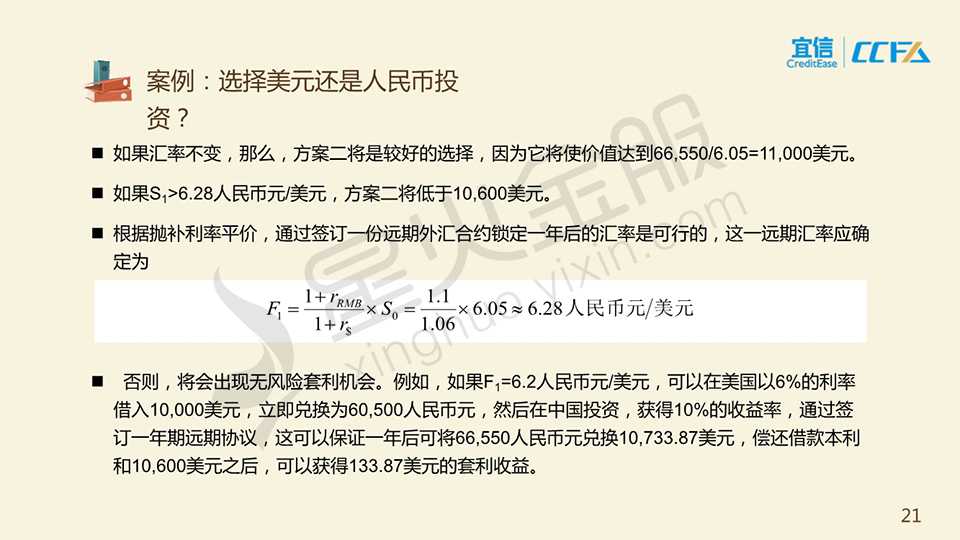 宜信
CreditEase
CCFA
案例：选择美元还是人民币投
资？
■ 如果汇率不变，那么，方案二将是较好的选择，因为它将使价值达到66,550/6.05=11,000美元。
■ 如果S₁>6.28人民币元/美元，方案二将低于10,600美元。
■ 根据抛补利率平价，通过签订一份远期外汇合约锁定一年后的汇率是可行的，这一远期汇率应确
定为
F₁ = (1+r_RMB)/(1+r_$) × S₀ = 1.1/1.06 × 6.05 ≈ 6.28 人民币元/美元
■ 否则，将会出现无风险套利机会。例如，如果F₁=6.2人民币元/美元，可以在美国以6%的利率
借入10,000美元，立即兑换为60,500人民币元，然后在中国投资，获得10%的收益率，通过签
订一年期远期协议，这可以保证一年后可将66,550人民币元兑换10,733.87美元，偿还借款本利
和10,600美元之后，可以获得133.87美元的套利收益。
星火金服
xinghuo.yixin.com
21